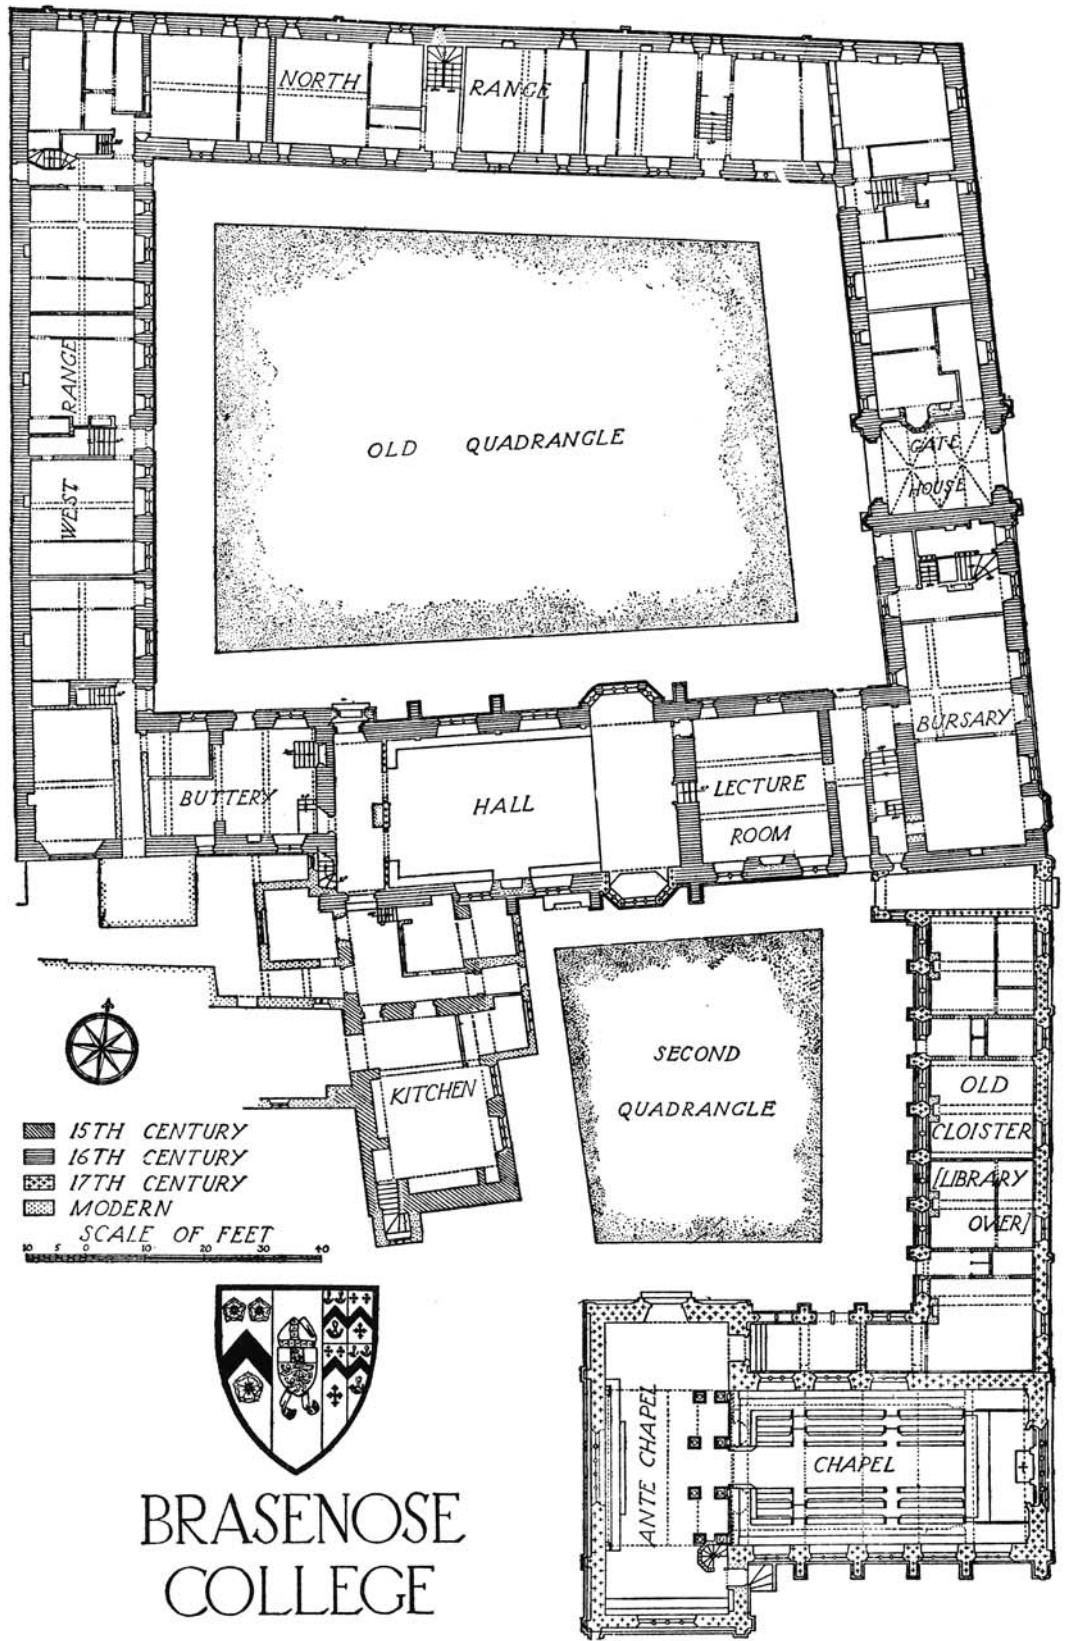 NORTH RANGE
RANGE
WEST
OLD QUADRANGLE
GATE
HOUSE
BURSARY
BUTTERY
HALL
LECTURE
ROOM
KITCHEN
SECOND
QUADRANGLE
OLD
CLOISTER
[LIBRARY
OVER]
15TH CENTURY
16TH CENTURY
17TH CENTURY
MODERN
SCALE OF FEET
10 5 0 10 20 30 40
ANTE CHAPEL
CHAPEL
BRASENOSE
COLLEGE